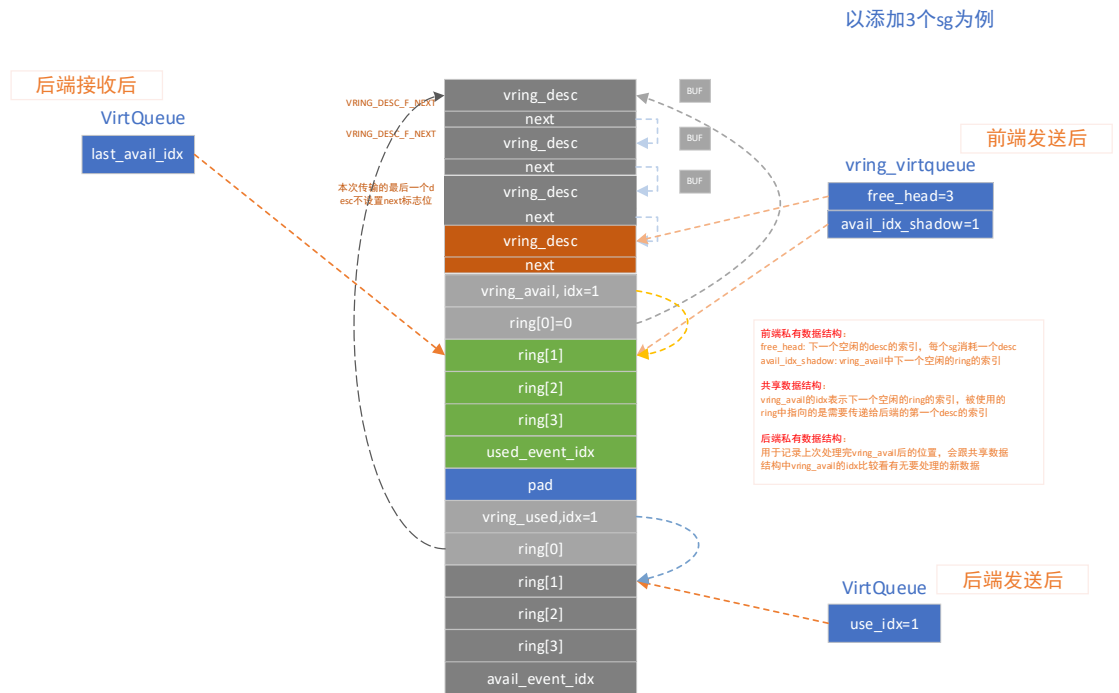 以添加3个sg为例
后端接收后
VirtQueue
last_avail_idx
VRING_DESC_F_NEXT
VRING_DESC_F_NEXT
本次传输的最后一个d
esc不设置next标志位
vring_desc
next
vring_desc
next
vring_desc
next
vring_desc
next
vring_avail, idx=1
ring[0]=0
ring[1]
ring[2]
ring[3]
used_event_idx
pad
vring_used,idx=1
ring[0]
ring[1]
ring[2]
ring[3]
avail_event_idx
BUF
BUF
BUF
前端发送后
vring_virtqueue
free_head=3
avail_idx_shadow=1
前端私有数据结构：
free_head: 下一个空闲的desc的索引，每个sg消耗一个desc
avail_idx_shadow: vring_avail中下一个空闲的ring的索引
共享数据结构：
vring_avail的idx表示下一个空闲的ring的索引，被使用的
ring中指向的是需要传递给后端的第一个desc的索引
后端私有数据结构：
用于记录上次处理完vring_avail后的位置，会跟共享数据
结构中vring_avail的idx比较看有无要处理的新数据
后端发送后
VirtQueue
use_idx=1